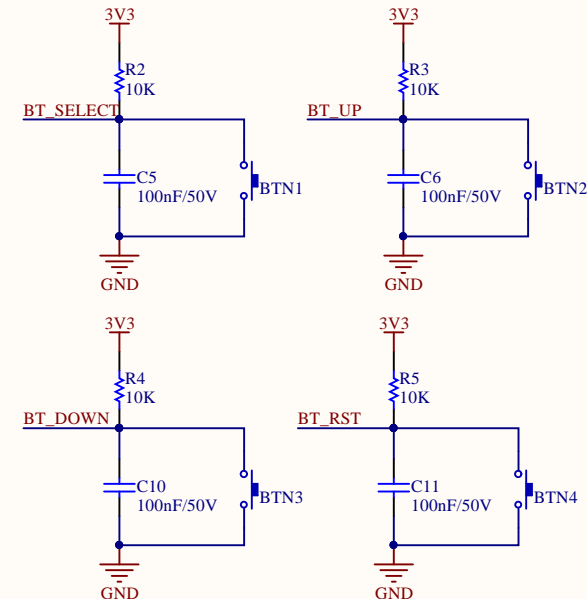 3V3
R2
10K
BT_SELECT
C5
100nF/50V
BTN1
GND
3V3
R3
10K
BT_UP
C6
100nF/50V
BTN2
GND
3V3
R4
10K
BT_DOWN
C10
100nF/50V
BTN3
GND
3V3
R5
10K
BT_RST
C11
100nF/50V
BTN4
GND